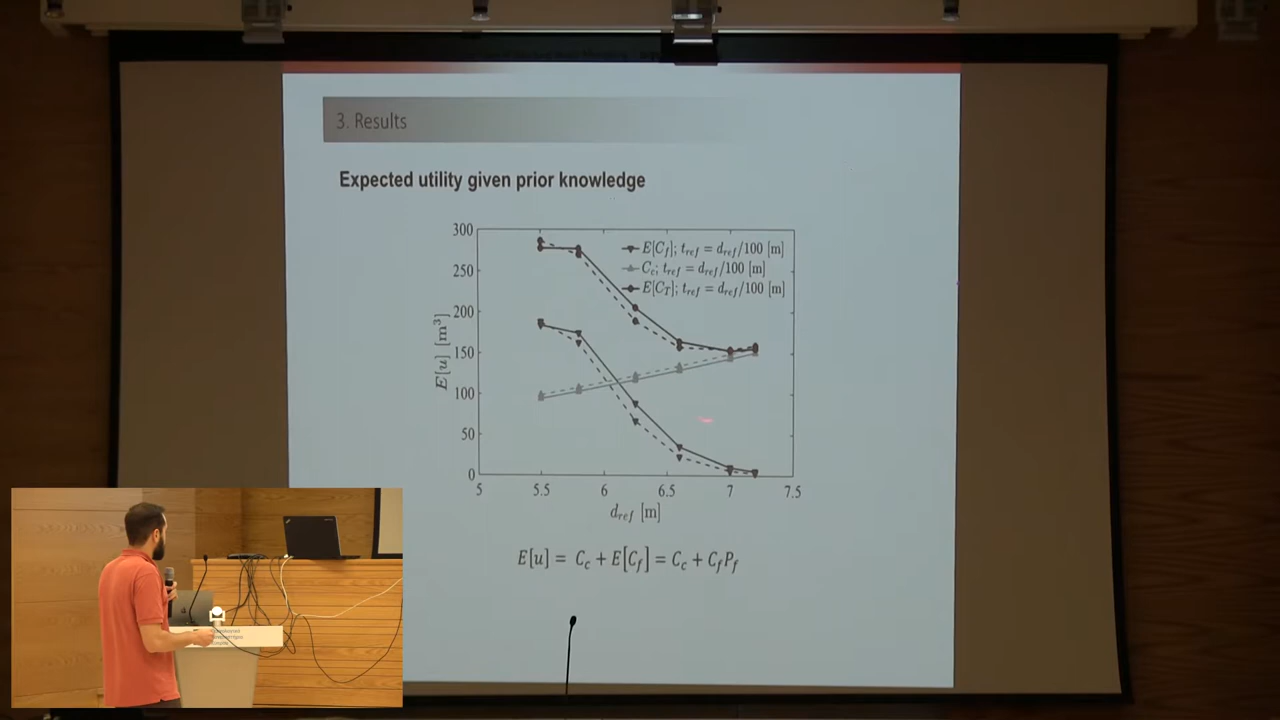 3. Results
Expected utility given prior knowledge
300
250
200
150
100
50
0
E[u] [m³]
E[C_f]; t_ref = d_ref/100 [m]
C_c; t_ref = d_ref/100 [m]
E[C_T]; t_ref = d_ref/100 [m]
5 5.5 6 6.5 7 7.5
d_ref [m]
E[u] = C_c + E[C_f] = C_c + C_f P_f